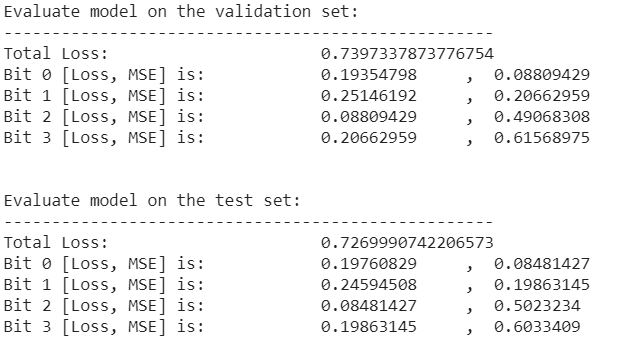 Evaluate model on the validation set:
--------------------------------------------------
Total Loss: 0.7397337873776754
Bit 0 [Loss, MSE] is: 0.19354798 , 0.08809429
Bit 1 [Loss, MSE] is: 0.25146192 , 0.20662959
Bit 2 [Loss, MSE] is: 0.08809429 , 0.49068308
Bit 3 [Loss, MSE] is: 0.20662959 , 0.61568975
Evaluate model on the test set:
--------------------------------------------------
Total Loss: 0.7269990742206573
Bit 0 [Loss, MSE] is: 0.19760829 , 0.08481427
Bit 1 [Loss, MSE] is: 0.24594508 , 0.19863145
Bit 2 [Loss, MSE] is: 0.08481427 , 0.5023234
Bit 3 [Loss, MSE] is: 0.19863145 , 0.6033409